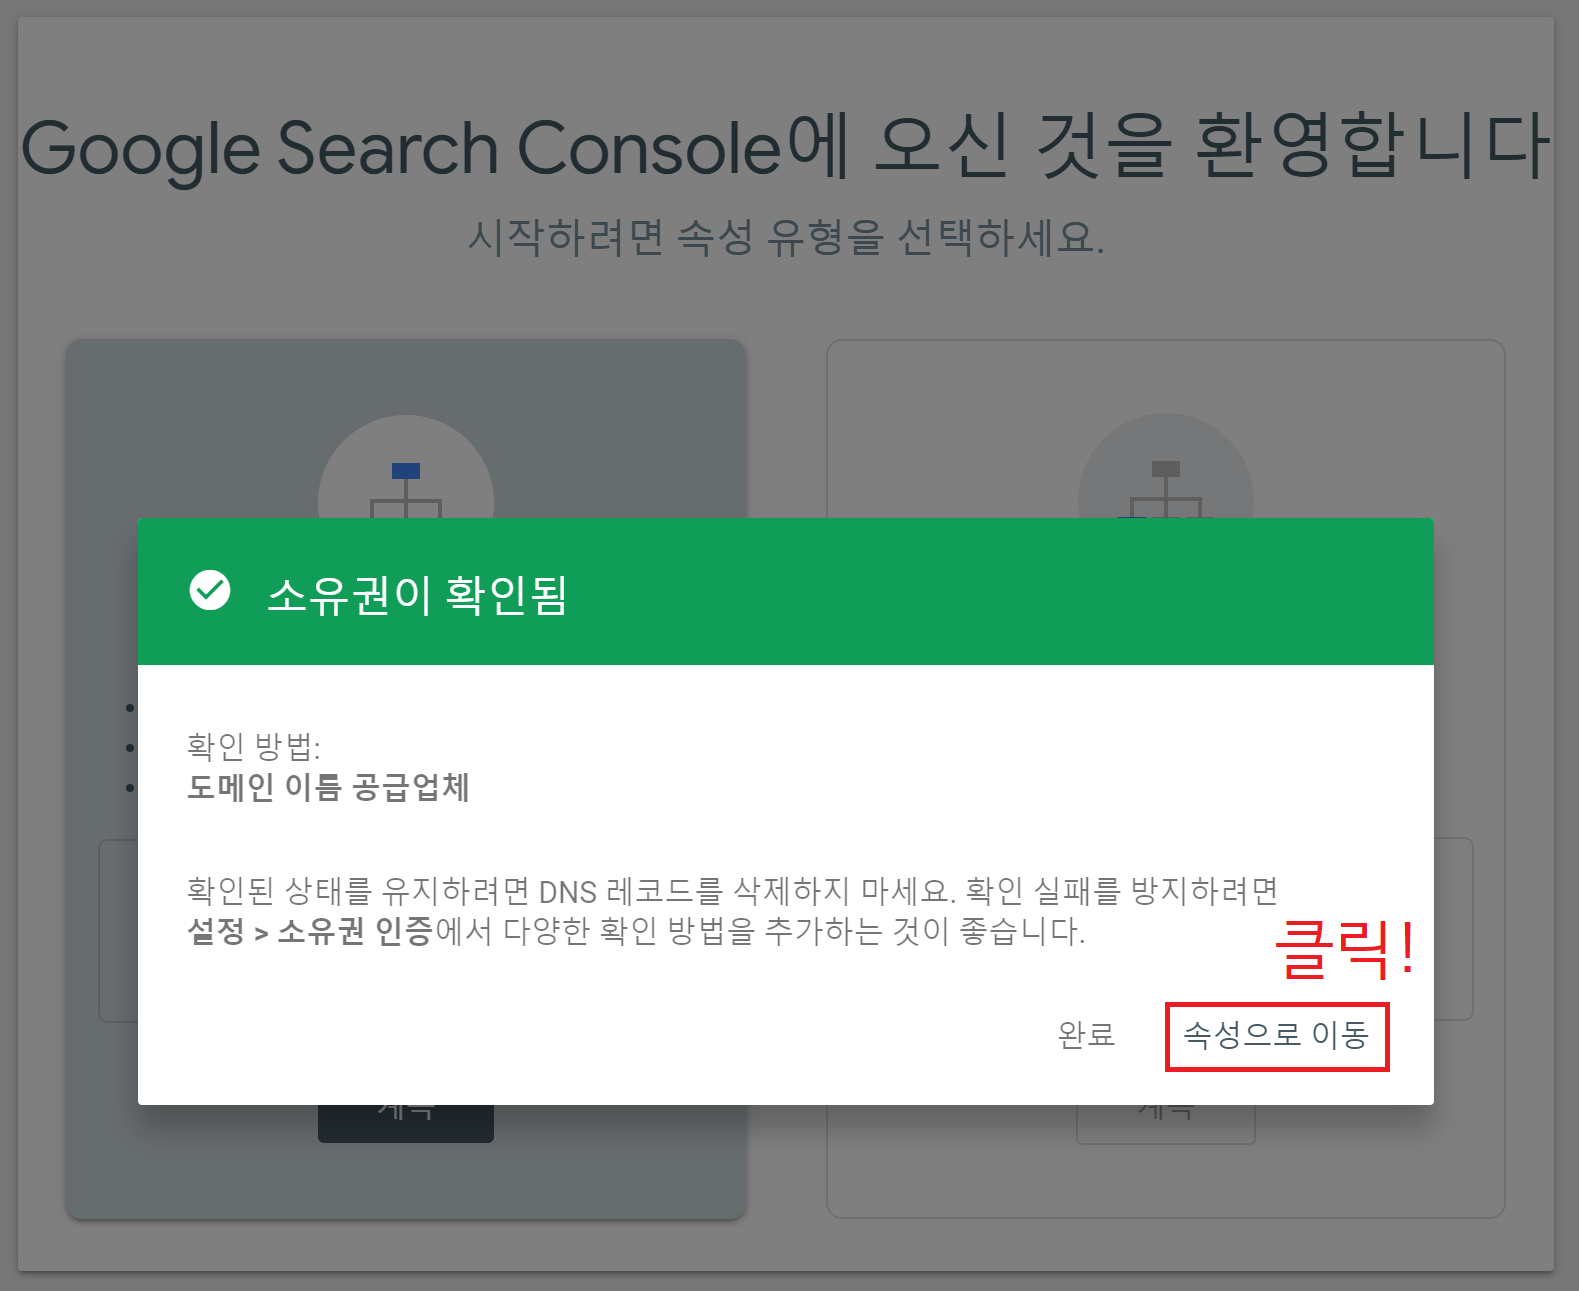 Google Search Console에 오신 것을 환영합니다
시작하려면 속성 유형을 선택하세요.
소유권이 확인됨
확인 방법:
도메인 이름 공급업체
확인된 상태를 유지하려면 DNS 레코드를 삭제하지 마세요. 확인 실패를 방지하려면
설정 > 소유권 인증에서 다양한 확인 방법을 추가하는 것이 좋습니다.
클릭!
완료
속성으로 이동